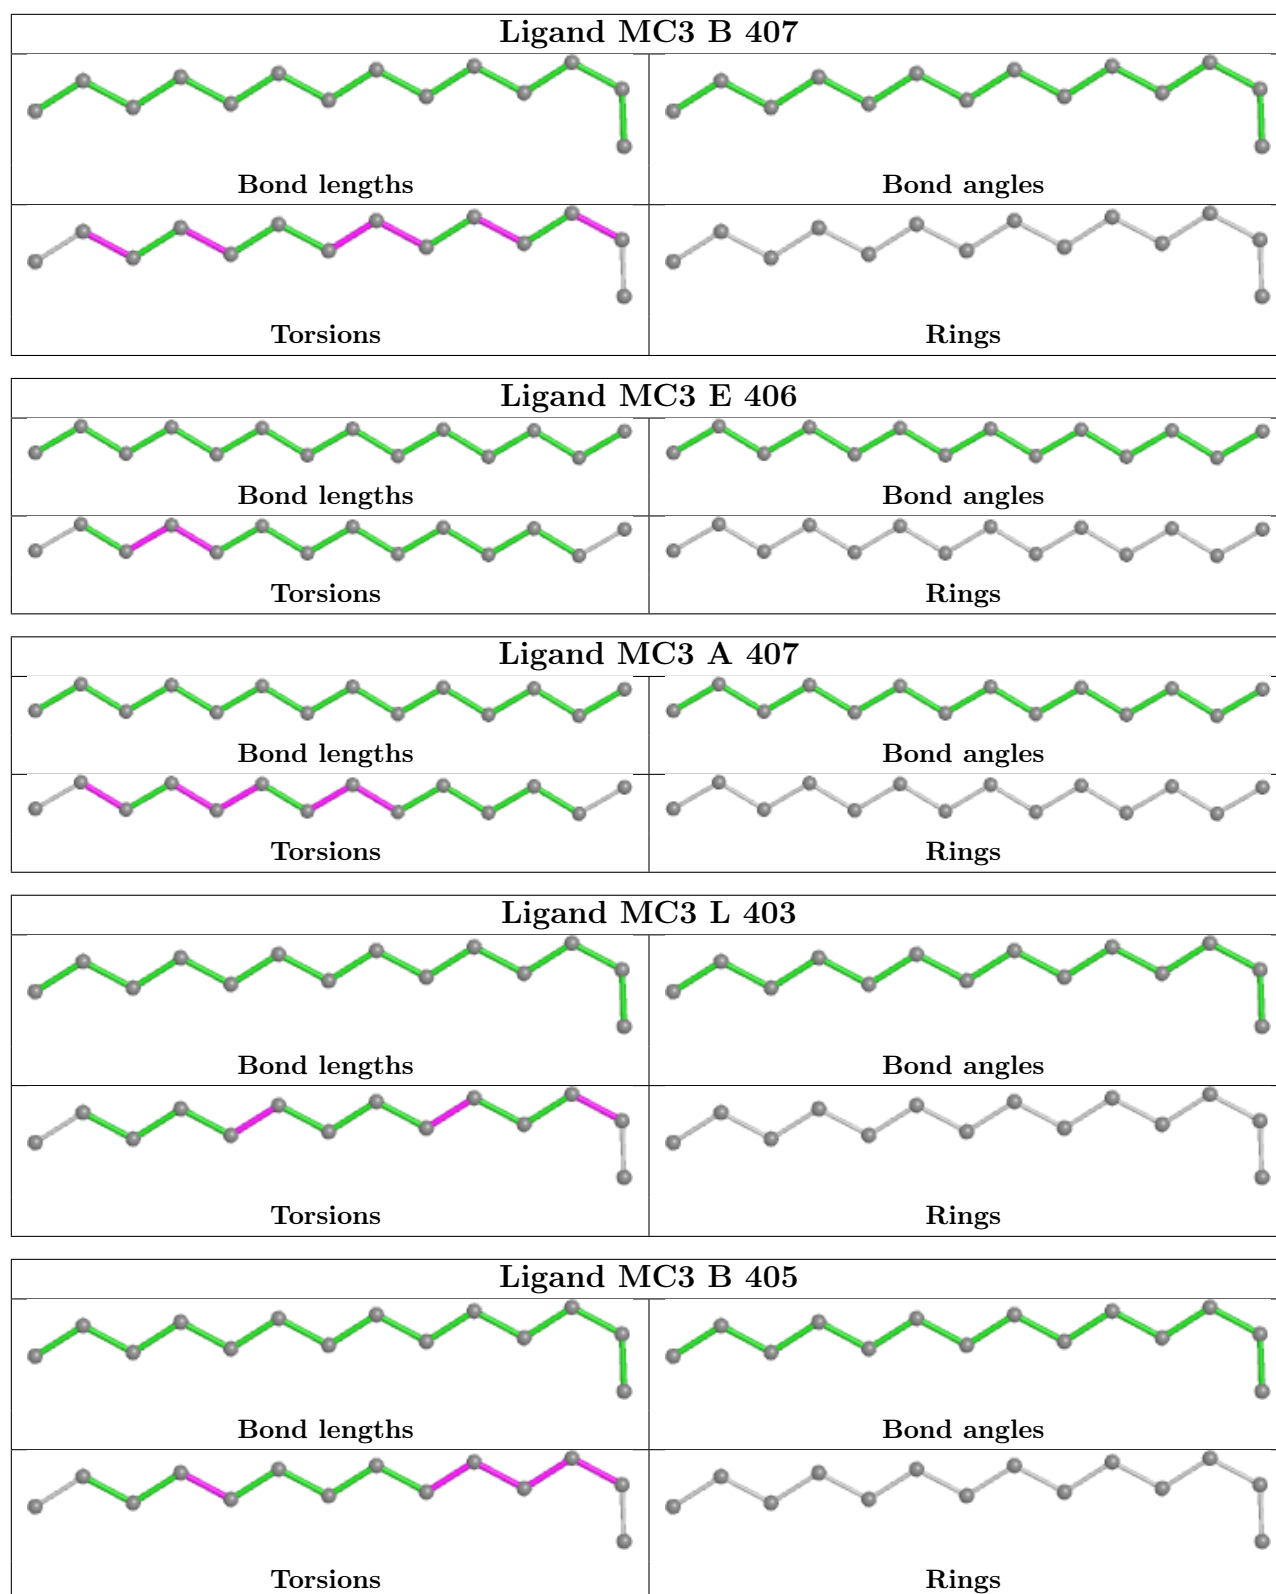 Ligand MC3 B 407
Bond lengths
Bond angles
Torsions
Rings
Ligand MC3 E 406
Bond lengths
Bond angles
Torsions
Rings
Ligand MC3 A 407
Bond lengths
Bond angles
Torsions
Rings
Ligand MC3 L 403
Bond lengths
Bond angles
Torsions
Rings
Ligand MC3 B 405
Bond lengths
Bond angles
Torsions
Rings